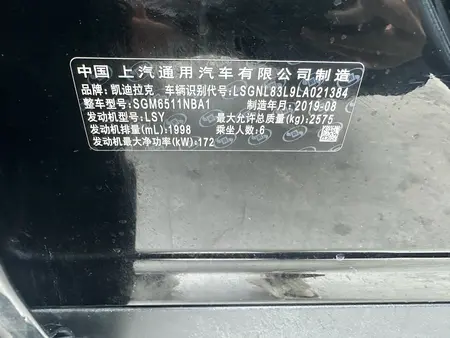 中国 上汽通用汽车有限公司制造
品牌：凯迪拉克 车辆识别代号：LSGNL83L9LA021384
整车型号：SGM6511NBA1 制造年月：2019-08
发动机型号：LSY 最大允许总质量(kg)：2575
发动机排量(mL)：1998 乘坐人数：6
发动机最大净功率(kW)：172